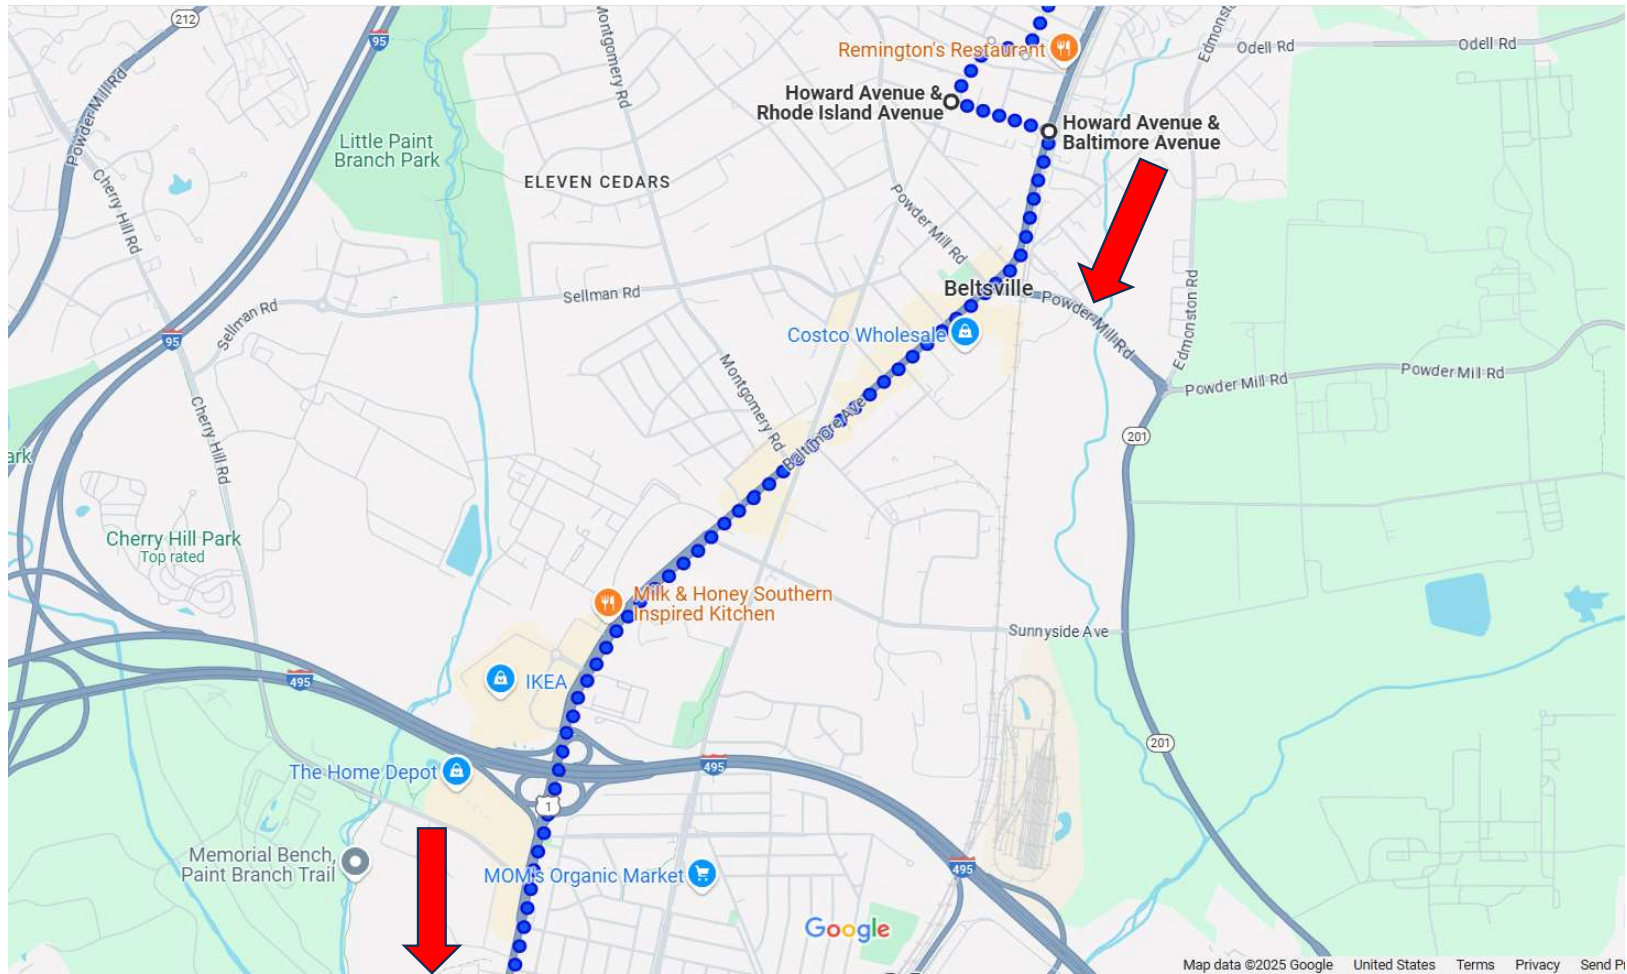 212
95
Powder Mill Rd
Montgomery Rd
Remington's Restaurant
Edmonst
Odell Rd
Odell Rd
Howard Avenue &
Rhode Island Avenue
Howard Avenue &
Baltimore Avenue
Little Paint
Branch Park
ELEVEN CEDARS
Cherry Hill Rd
Powder Mill Rd
Beltsville
Sellman Rd
Sellman Rd
Powder Mill Rd
Edmonston Rd
95
Costco Wholesale
Montgomery Rd
Powder Mill Rd
Powder Mill Rd
Cherry Hill Rd
Baltimore Ave
ark
201
Cherry Hill Park
Top rated
Milk & Honey Southern
Inspired Kitchen
Sunnyside Ave
495
IKEA
201
495
The Home Depot
1
Memorial Bench,
Paint Branch Trail
MOM's Organic Market
495
Google
Map data ©2025 Google United States Terms Privacy Send Pr